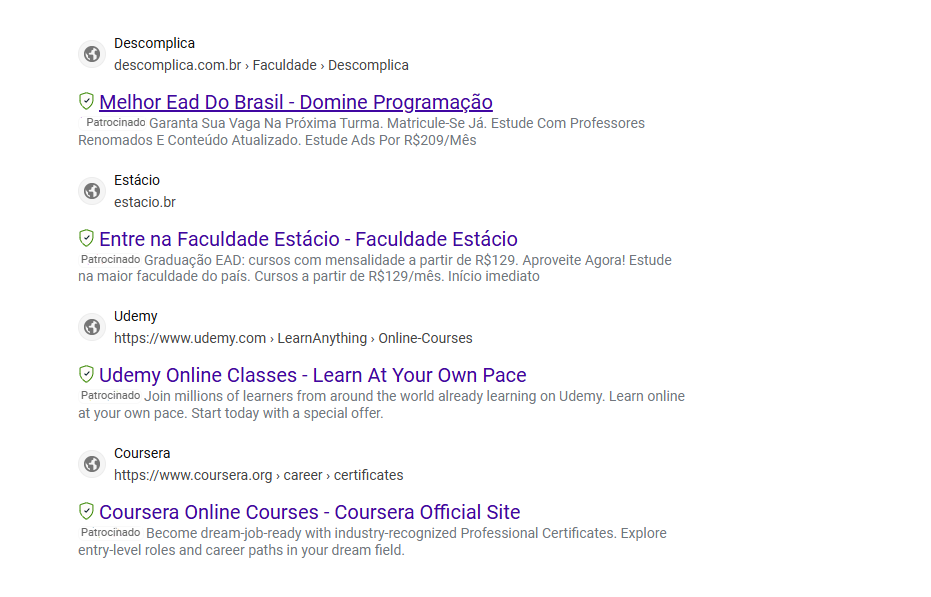 Descomplica
descomplica.com.br › Faculdade › Descomplica
Melhor Ead Do Brasil - Domine Programação
Patrocinado Garanta Sua Vaga Na Próxima Turma. Matricule-Se Já. Estude Com Professores
Renomados E Conteúdo Atualizado. Estude Ads Por R$209/Mês
Estácio
estacio.br
Entre na Faculdade Estácio - Faculdade Estácio
Patrocinado Graduação EAD: cursos com mensalidade a partir de R$129. Aproveite Agora! Estude
na maior faculdade do país. Cursos a partir de R$129/mês. Início imediato
Udemy
https://www.udemy.com › LearnAnything › Online-Courses
Udemy Online Classes - Learn At Your Own Pace
Patrocinado Join millions of learners from around the world already learning on Udemy. Learn online
at your own pace. Start today with a special offer.
Coursera
https://www.coursera.org › career › certificates
Coursera Online Courses - Coursera Official Site
Patrocinado Become dream-job-ready with industry-recognized Professional Certificates. Explore
entry-level roles and career paths in your dream field.